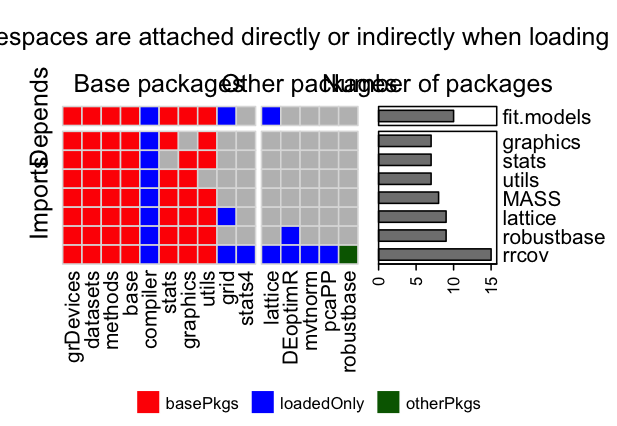 espaces are attached directly or indirectly when loading
Base packages
Other packages
Number of packages
Depends
Imports
fit.models
graphics
stats
utils
MASS
lattice
robustbase
rrcov
0
5
10
15
grDevices
datasets
methods
base
compiler
stats
graphics
utils
grid
stats4
lattice
DEoptimR
mvtnorm
pcaPP
robustbase
basePkgs
loadedOnly
otherPkgs